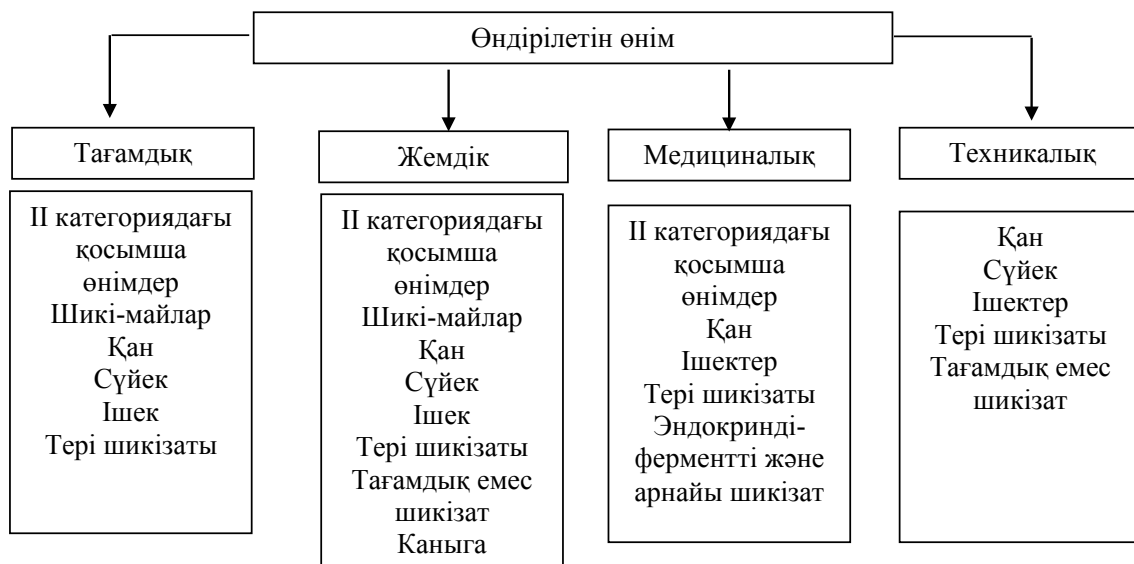 Өндірілетін өнім
Тағамдық
ІІ категориядағы
қосымша
өнімдер
Шикі-майлар
Қан
Сүйек
Ішек
Тері шикізаты
Жемдік
ІІ категориядағы
қосымша
өнімдер
Шикі-майлар
Қан
Сүйек
Ішек
Тері шикізаты
Тағамдық емес
шикізат
Каныга
Медициналық
ІІ категориядағы
қосымша
өнімдер
Қан
Ішектер
Тері шикізаты
Эндокринді-
ферментті және
арнайы шикізат
Техникалық
Қан
Сүйек
Ішектер
Тері шикізаты
Тағамдық емес
шикізат